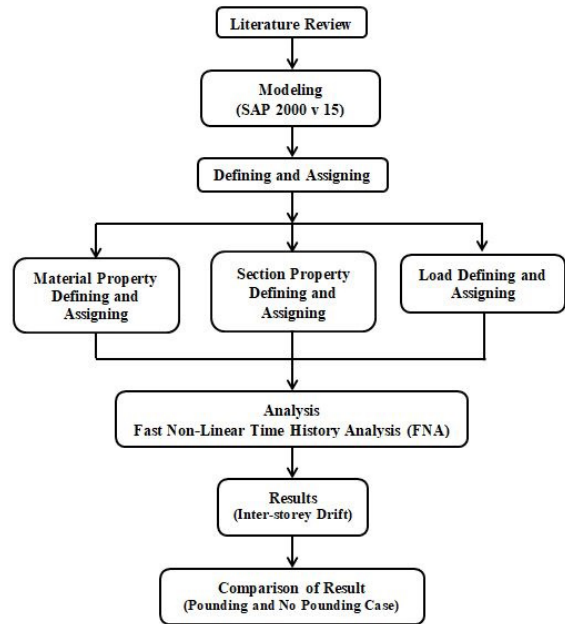 Literature Review
Modeling
(SAP 2000 v 15)
Defining and Assigning
Material Property
Defining and
Assigning
Section Property
Defining and
Assigning
Load Defining and
Assigning
Analysis
Fast Non-Linear Time History Analysis (FNA)
Results
(Inter-storey Drift)
Comparison of Result
(Pounding and No Pounding Case)